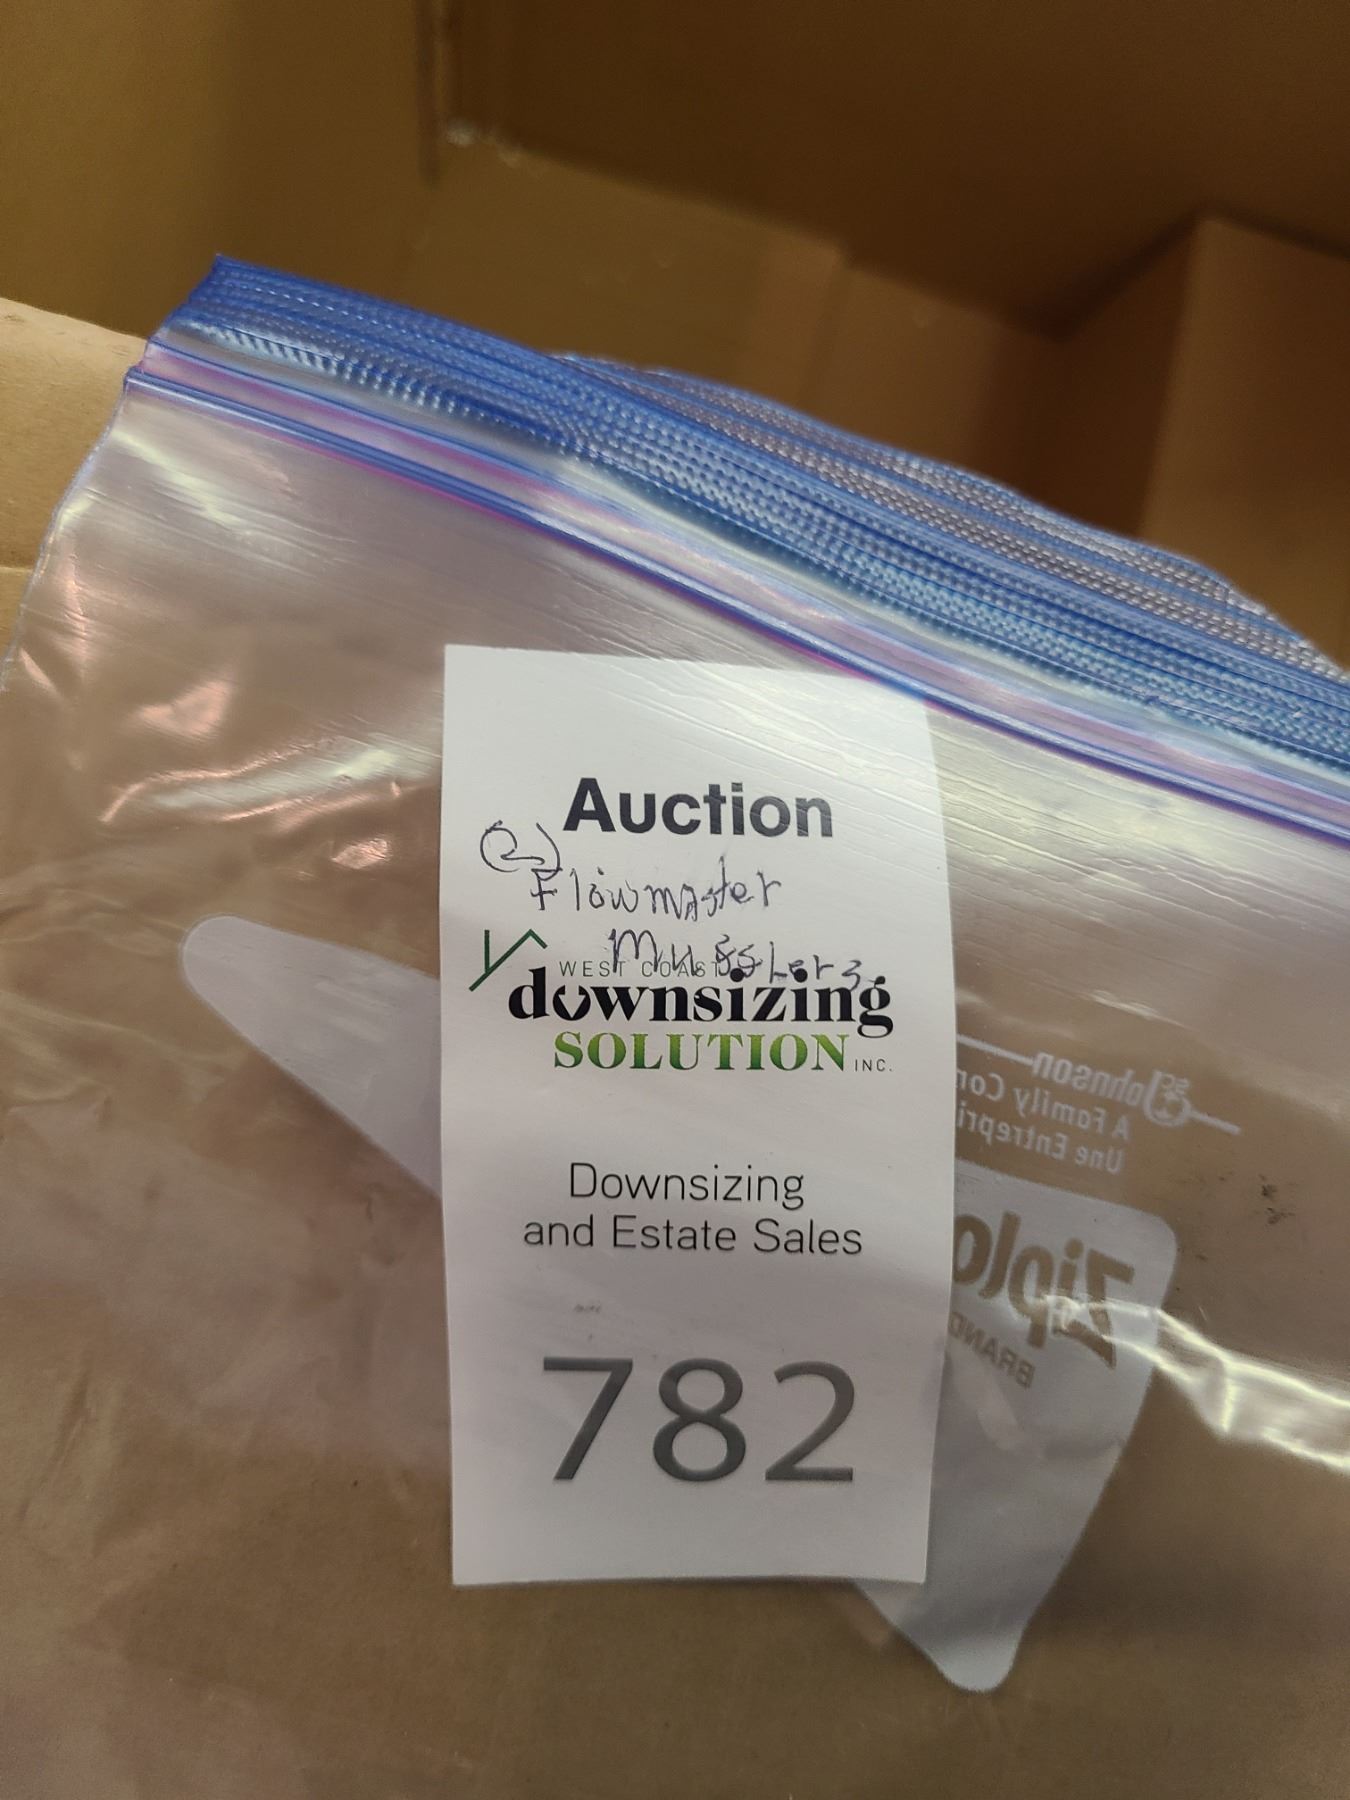 Auction
(2)
Flowmaster
Mufflers
WEST COAST
downsizing
SOLUTION INC.
Downsizing
and Estate Sales
782
Johnson
A Family Co
Une Entrepri
Ziplo
BRAND